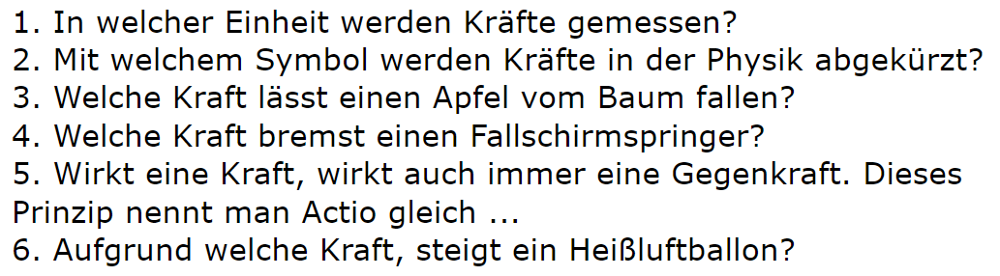 1. In welcher Einheit werden Kräfte gemessen?
2. Mit welchem Symbol werden Kräfte in der Physik abgekürzt?
3. Welche Kraft lässt einen Apfel vom Baum fallen?
4. Welche Kraft bremst einen Fallschirmspringer?
5. Wirkt eine Kraft, wirkt auch immer eine Gegenkraft. Dieses
Prinzip nennt man Actio gleich ...
6. Aufgrund welche Kraft, steigt ein Heißluftballon?